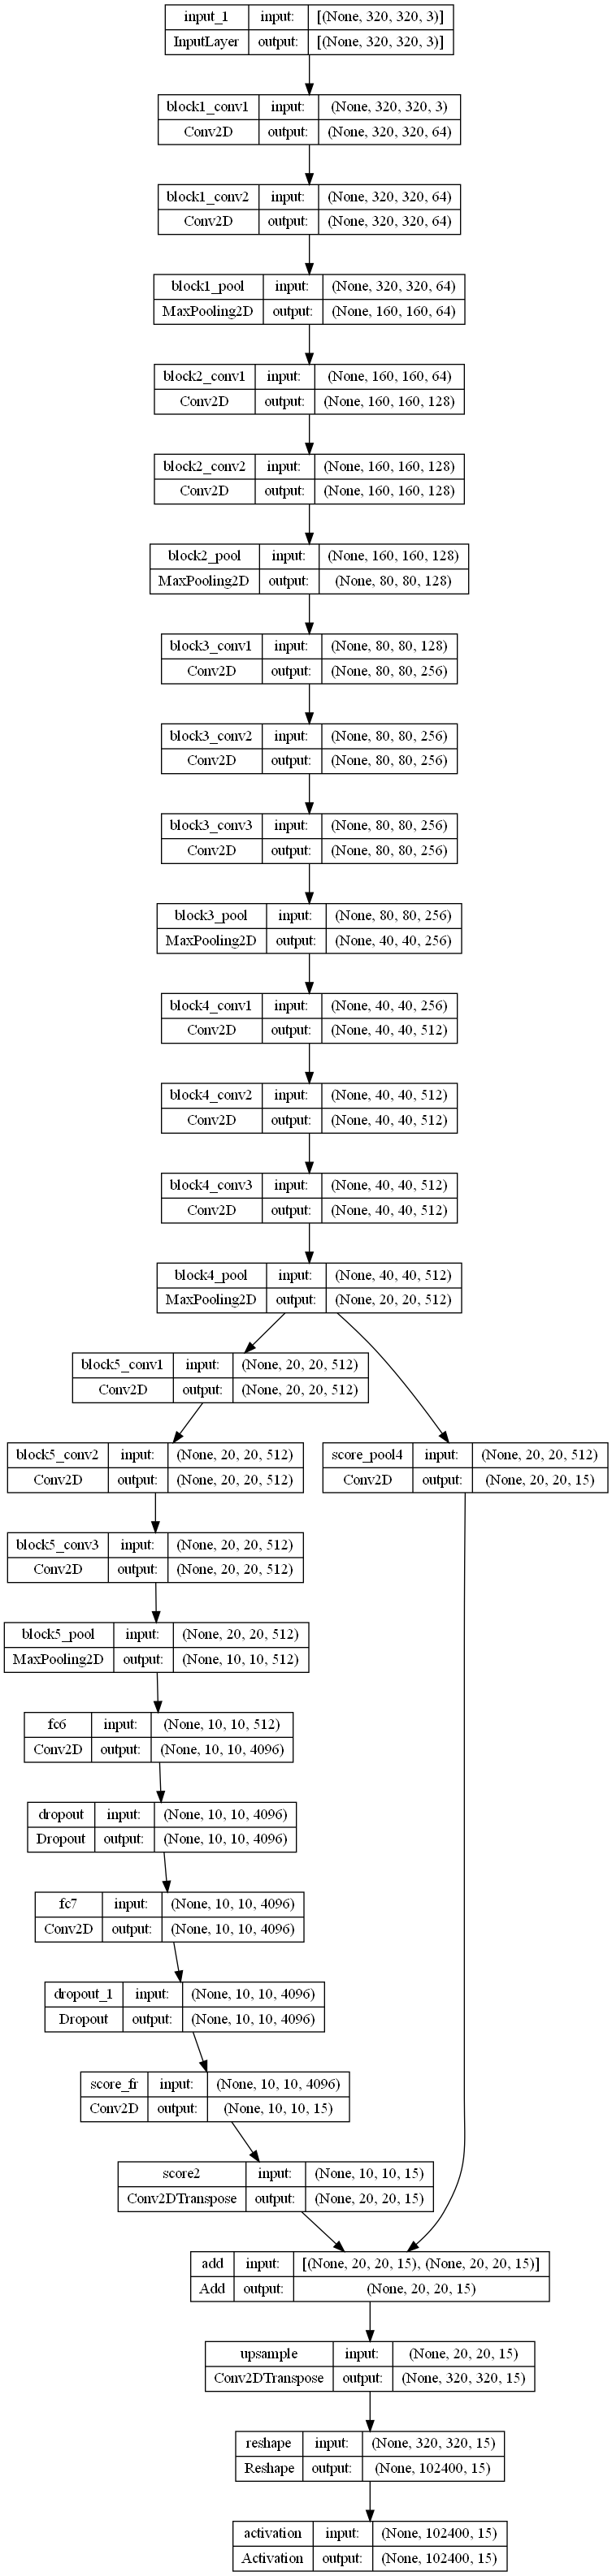 input_1 input: [(None, 320, 320, 3)]
InputLayer output: [(None, 320, 320, 3)]
block1_conv1 input: (None, 320, 320, 3)
Conv2D output: (None, 320, 320, 64)
block1_conv2 input: (None, 320, 320, 64)
Conv2D output: (None, 320, 320, 64)
block1_pool input: (None, 320, 320, 64)
MaxPooling2D output: (None, 160, 160, 64)
block2_conv1 input: (None, 160, 160, 64)
Conv2D output: (None, 160, 160, 128)
block2_conv2 input: (None, 160, 160, 128)
Conv2D output: (None, 160, 160, 128)
block2_pool input: (None, 160, 160, 128)
MaxPooling2D output: (None, 80, 80, 128)
block3_conv1 input: (None, 80, 80, 128)
Conv2D output: (None, 80, 80, 256)
block3_conv2 input: (None, 80, 80, 256)
Conv2D output: (None, 80, 80, 256)
block3_conv3 input: (None, 80, 80, 256)
Conv2D output: (None, 80, 80, 256)
block3_pool input: (None, 80, 80, 256)
MaxPooling2D output: (None, 40, 40, 256)
block4_conv1 input: (None, 40, 40, 256)
Conv2D output: (None, 40, 40, 512)
block4_conv2 input: (None, 40, 40, 512)
Conv2D output: (None, 40, 40, 512)
block4_conv3 input: (None, 40, 40, 512)
Conv2D output: (None, 40, 40, 512)
block4_pool input: (None, 40, 40, 512)
MaxPooling2D output: (None, 20, 20, 512)
block5_conv1 input: (None, 20, 20, 512)
Conv2D output: (None, 20, 20, 512)
block5_conv2 input: (None, 20, 20, 512)
Conv2D output: (None, 20, 20, 512)
score_pool4 input: (None, 20, 20, 512)
Conv2D output: (None, 20, 20, 15)
block5_conv3 input: (None, 20, 20, 512)
Conv2D output: (None, 20, 20, 512)
block5_pool input: (None, 20, 20, 512)
MaxPooling2D output: (None, 10, 10, 512)
fc6 input: (None, 10, 10, 512)
Conv2D output: (None, 10, 10, 4096)
dropout input: (None, 10, 10, 4096)
Dropout output: (None, 10, 10, 4096)
fc7 input: (None, 10, 10, 4096)
Conv2D output: (None, 10, 10, 4096)
dropout_1 input: (None, 10, 10, 4096)
Dropout output: (None, 10, 10, 4096)
score_fr input: (None, 10, 10, 4096)
Conv2D output: (None, 10, 10, 15)
score2 input: (None, 10, 10, 15)
Conv2DTranspose output: (None, 20, 20, 15)
add input: [(None, 20, 20, 15), (None, 20, 20, 15)]
Add output: (None, 20, 20, 15)
upsample input: (None, 20, 20, 15)
Conv2DTranspose output: (None, 320, 320, 15)
reshape input: (None, 320, 320, 15)
Reshape output: (None, 102400, 15)
activation input: (None, 102400, 15)
Activation output: (None, 102400, 15)